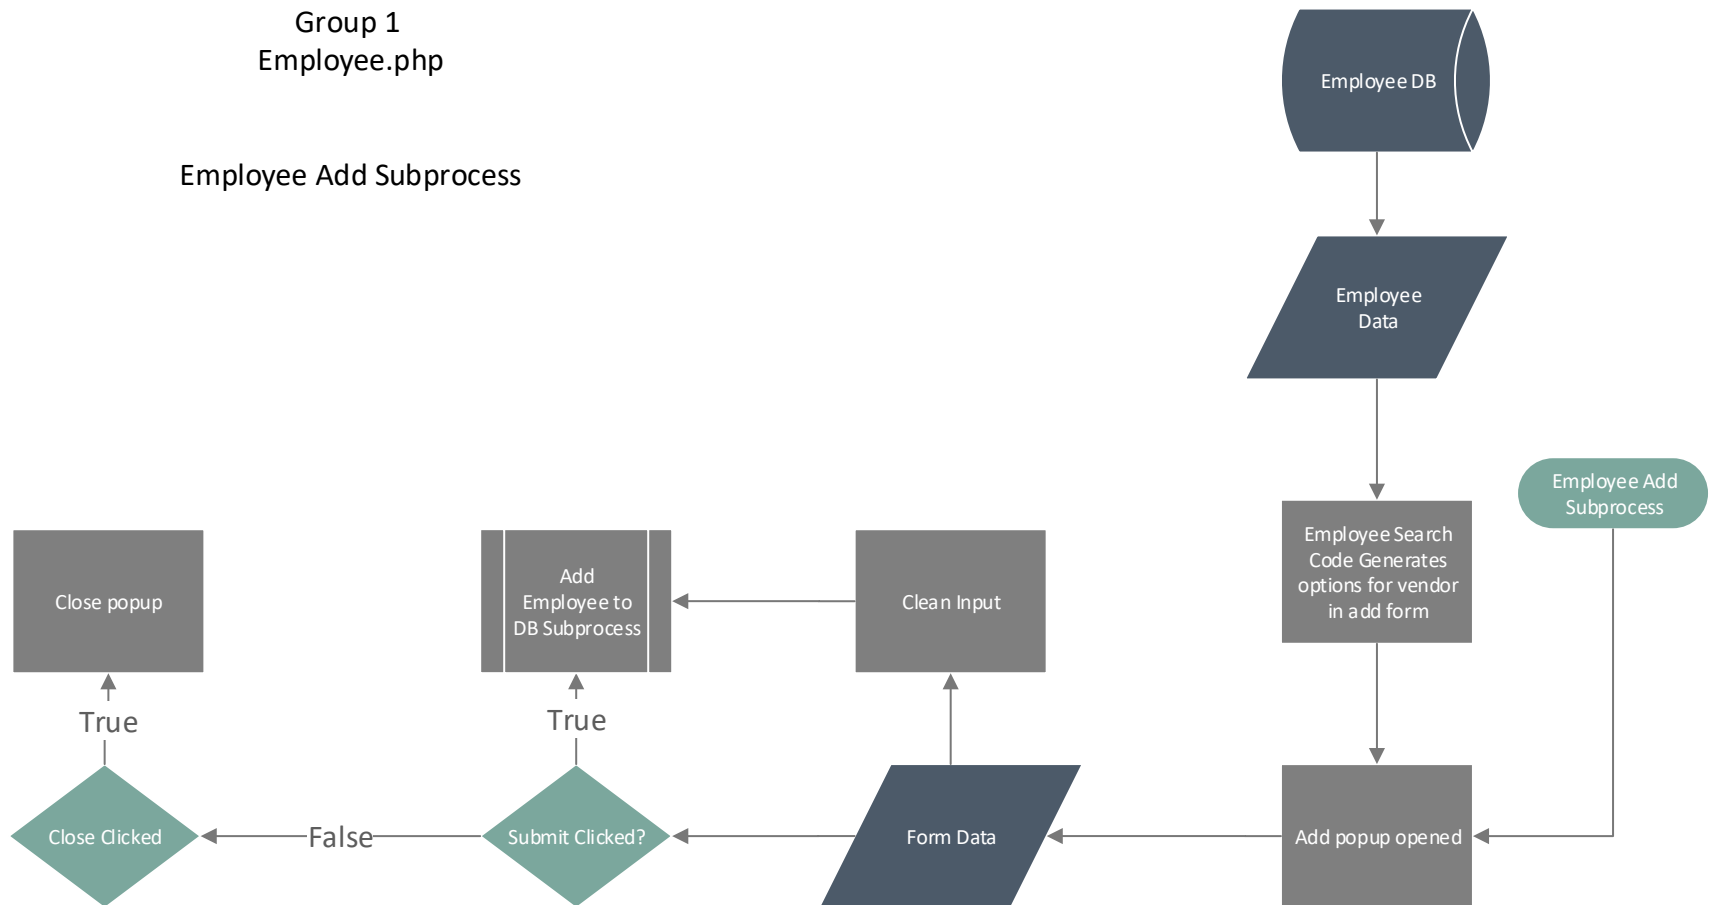 Group 1
Employee.php
Employee Add Subprocess
Employee DB
Employee
Data
Employee Add
Subprocess
Employee Search
Code Generates
options for vendor
in add form
Close popup
Add
Employee to
DB Subprocess
Clean Input
True
True
Close Clicked
False
Submit Clicked?
Form Data
Add popup opened